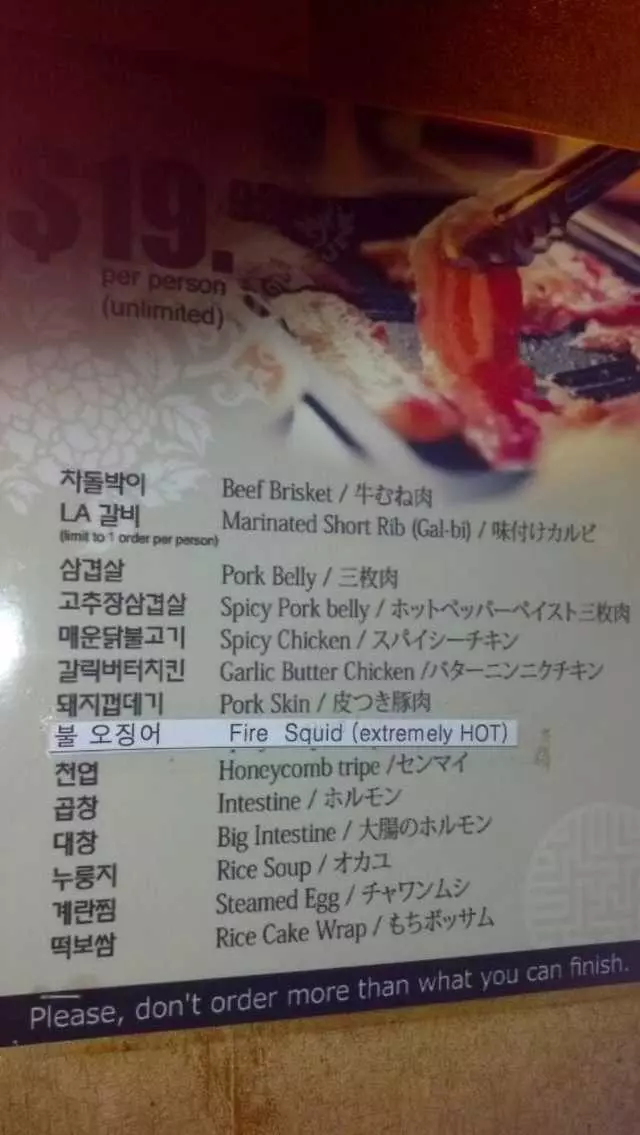 $19.
per person
(unlimited)
차돌박이 Beef Brisket / 牛むね肉
LA 갈비 Marinated Short Rib (Gal-bi) / 味付けカルビ
(limit to 1 order per person)
삼겹살 Pork Belly / 三枚肉
고추장삼겹살 Spicy Pork belly / ホットペッパーペイスト三枚肉
매운닭불고기 Spicy Chicken / スパイシーチキン
갈릭버터치킨 Garlic Butter Chicken /バターニンニクチキン
돼지껍데기 Pork Skin / 皮つき豚肉
불 오징어 Fire Squid (extremely HOT)
천엽 Honeycomb tripe /センマイ
곱창 Intestine / ホルモン
대창 Big Intestine / 大腸のホルモン
누룽지 Rice Soup / オカユ
계란찜 Steamed Egg / チャワンムシ
떡보쌈 Rice Cake Wrap / もちボッサム
Please, don't order more than what you can finish.